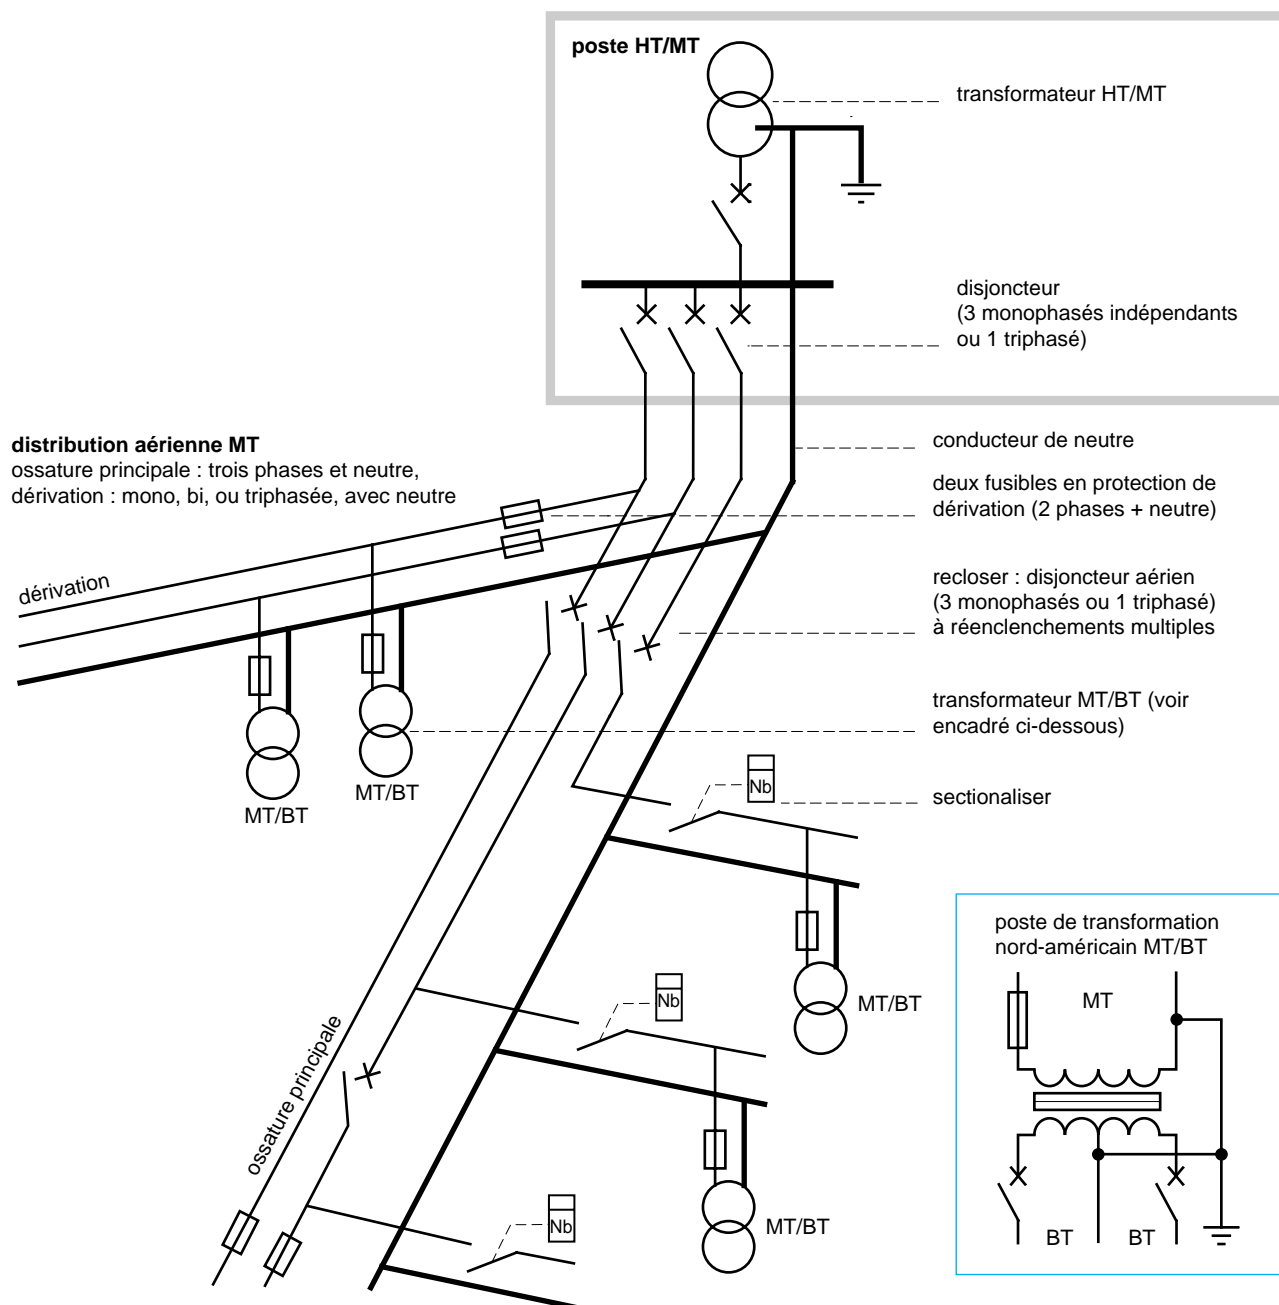 poste HT/MT
transformateur HT/MT
disjoncteur
(3 monophasés indépendants
ou 1 triphasé)
distribution aérienne MT
ossature principale : trois phases et neutre,
dérivation : mono, bi, ou triphasée, avec neutre
conducteur de neutre
deux fusibles en protection de
dérivation (2 phases + neutre)
dérivation
recloser : disjoncteur aérien
(3 monophasés ou 1 triphasé)
à réenclenchements multiples
transformateur MT/BT (voir
encadré ci-dessous)
MT/BT
MT/BT
Nb
sectionaliser
poste de transformation
nord-américain MT/BT
MT
Nb
MT/BT
ossature principale
Nb
MT/BT
BT
BT